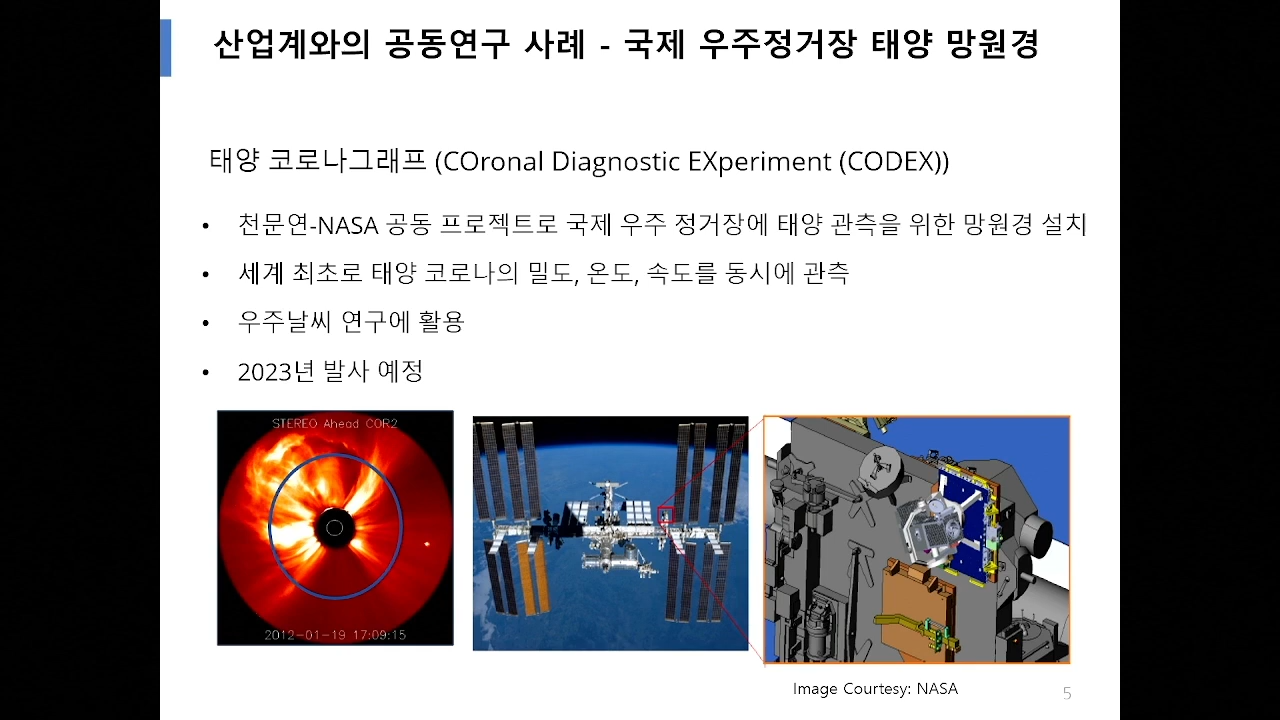 산업계와의 공동연구 사례 - 국제 우주정거장 태양 망원경
태양 코로나그래프 (COronal Diagnostic EXperiment (CODEX))
• 천문연-NASA 공동 프로젝트로 국제 우주 정거장에 태양 관측을 위한 망원경 설치
• 세계 최초로 태양 코로나의 밀도, 온도, 속도를 동시에 관측
• 우주날씨 연구에 활용
• 2023년 발사 예정
STEREO Ahead COR2
2012-01-19 17:09:15
Image Courtesy: NASA
5